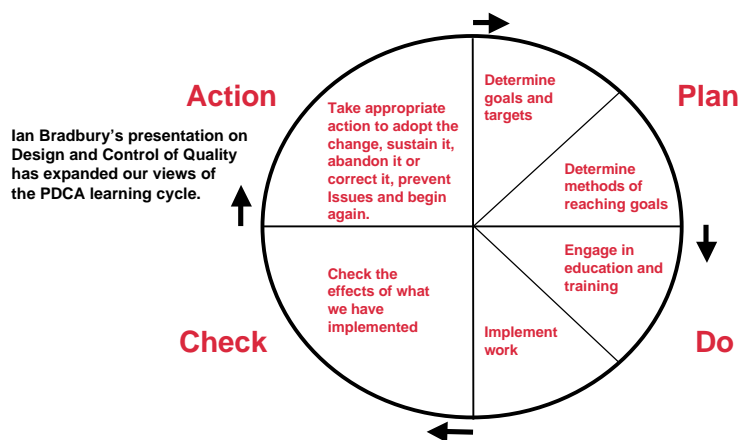 Action
Plan
Determine
goals and
targets
Take appropriate
action to adopt the
change, sustain it,
abandon it or
correct it, prevent
Issues and begin
again.
Ian Bradbury's presentation on
Design and Control of Quality
has expanded our views of
the PDCA learning cycle.
Determine
methods of
reaching goals
Engage in
education and
training
Check the
effects of what
we have
implemented
Implement
work
Check
Do